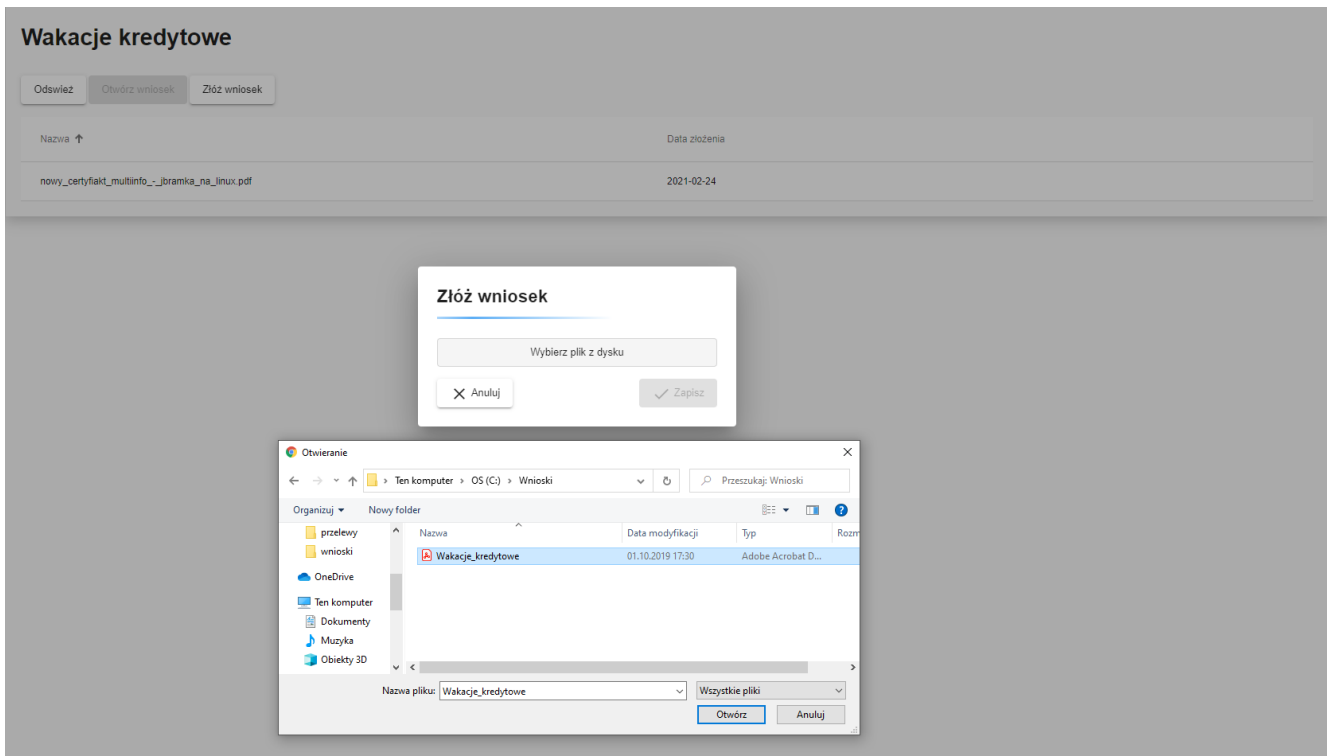 Wakacje kredytowe
Odswież Otwórz wniosek Złóż wniosek
Nazwa Data złożenia
nowy_certyfiakt_multiinfo_-_jbramka_na_linux.pdf 2021-02-24
Złóż wniosek
Wybierz plik z dysku
Anuluj Zapisz
Otwieranie
Ten komputer > OS (C:) > Wnioski Przeszukaj: Wnioski
Organizuj Nowy folder
przelewy Nazwa Data modyfikacji Typ Rozm
wnioski Wakacje_kredytowe 01.10.2019 17:30 Adobe Acrobat D...
OneDrive
Ten komputer
Dokumenty
Muzyka
Obiekty 3D
Nazwa pliku: Wakacje_kredytowe Wszystkie pliki
Otwórz Anuluj